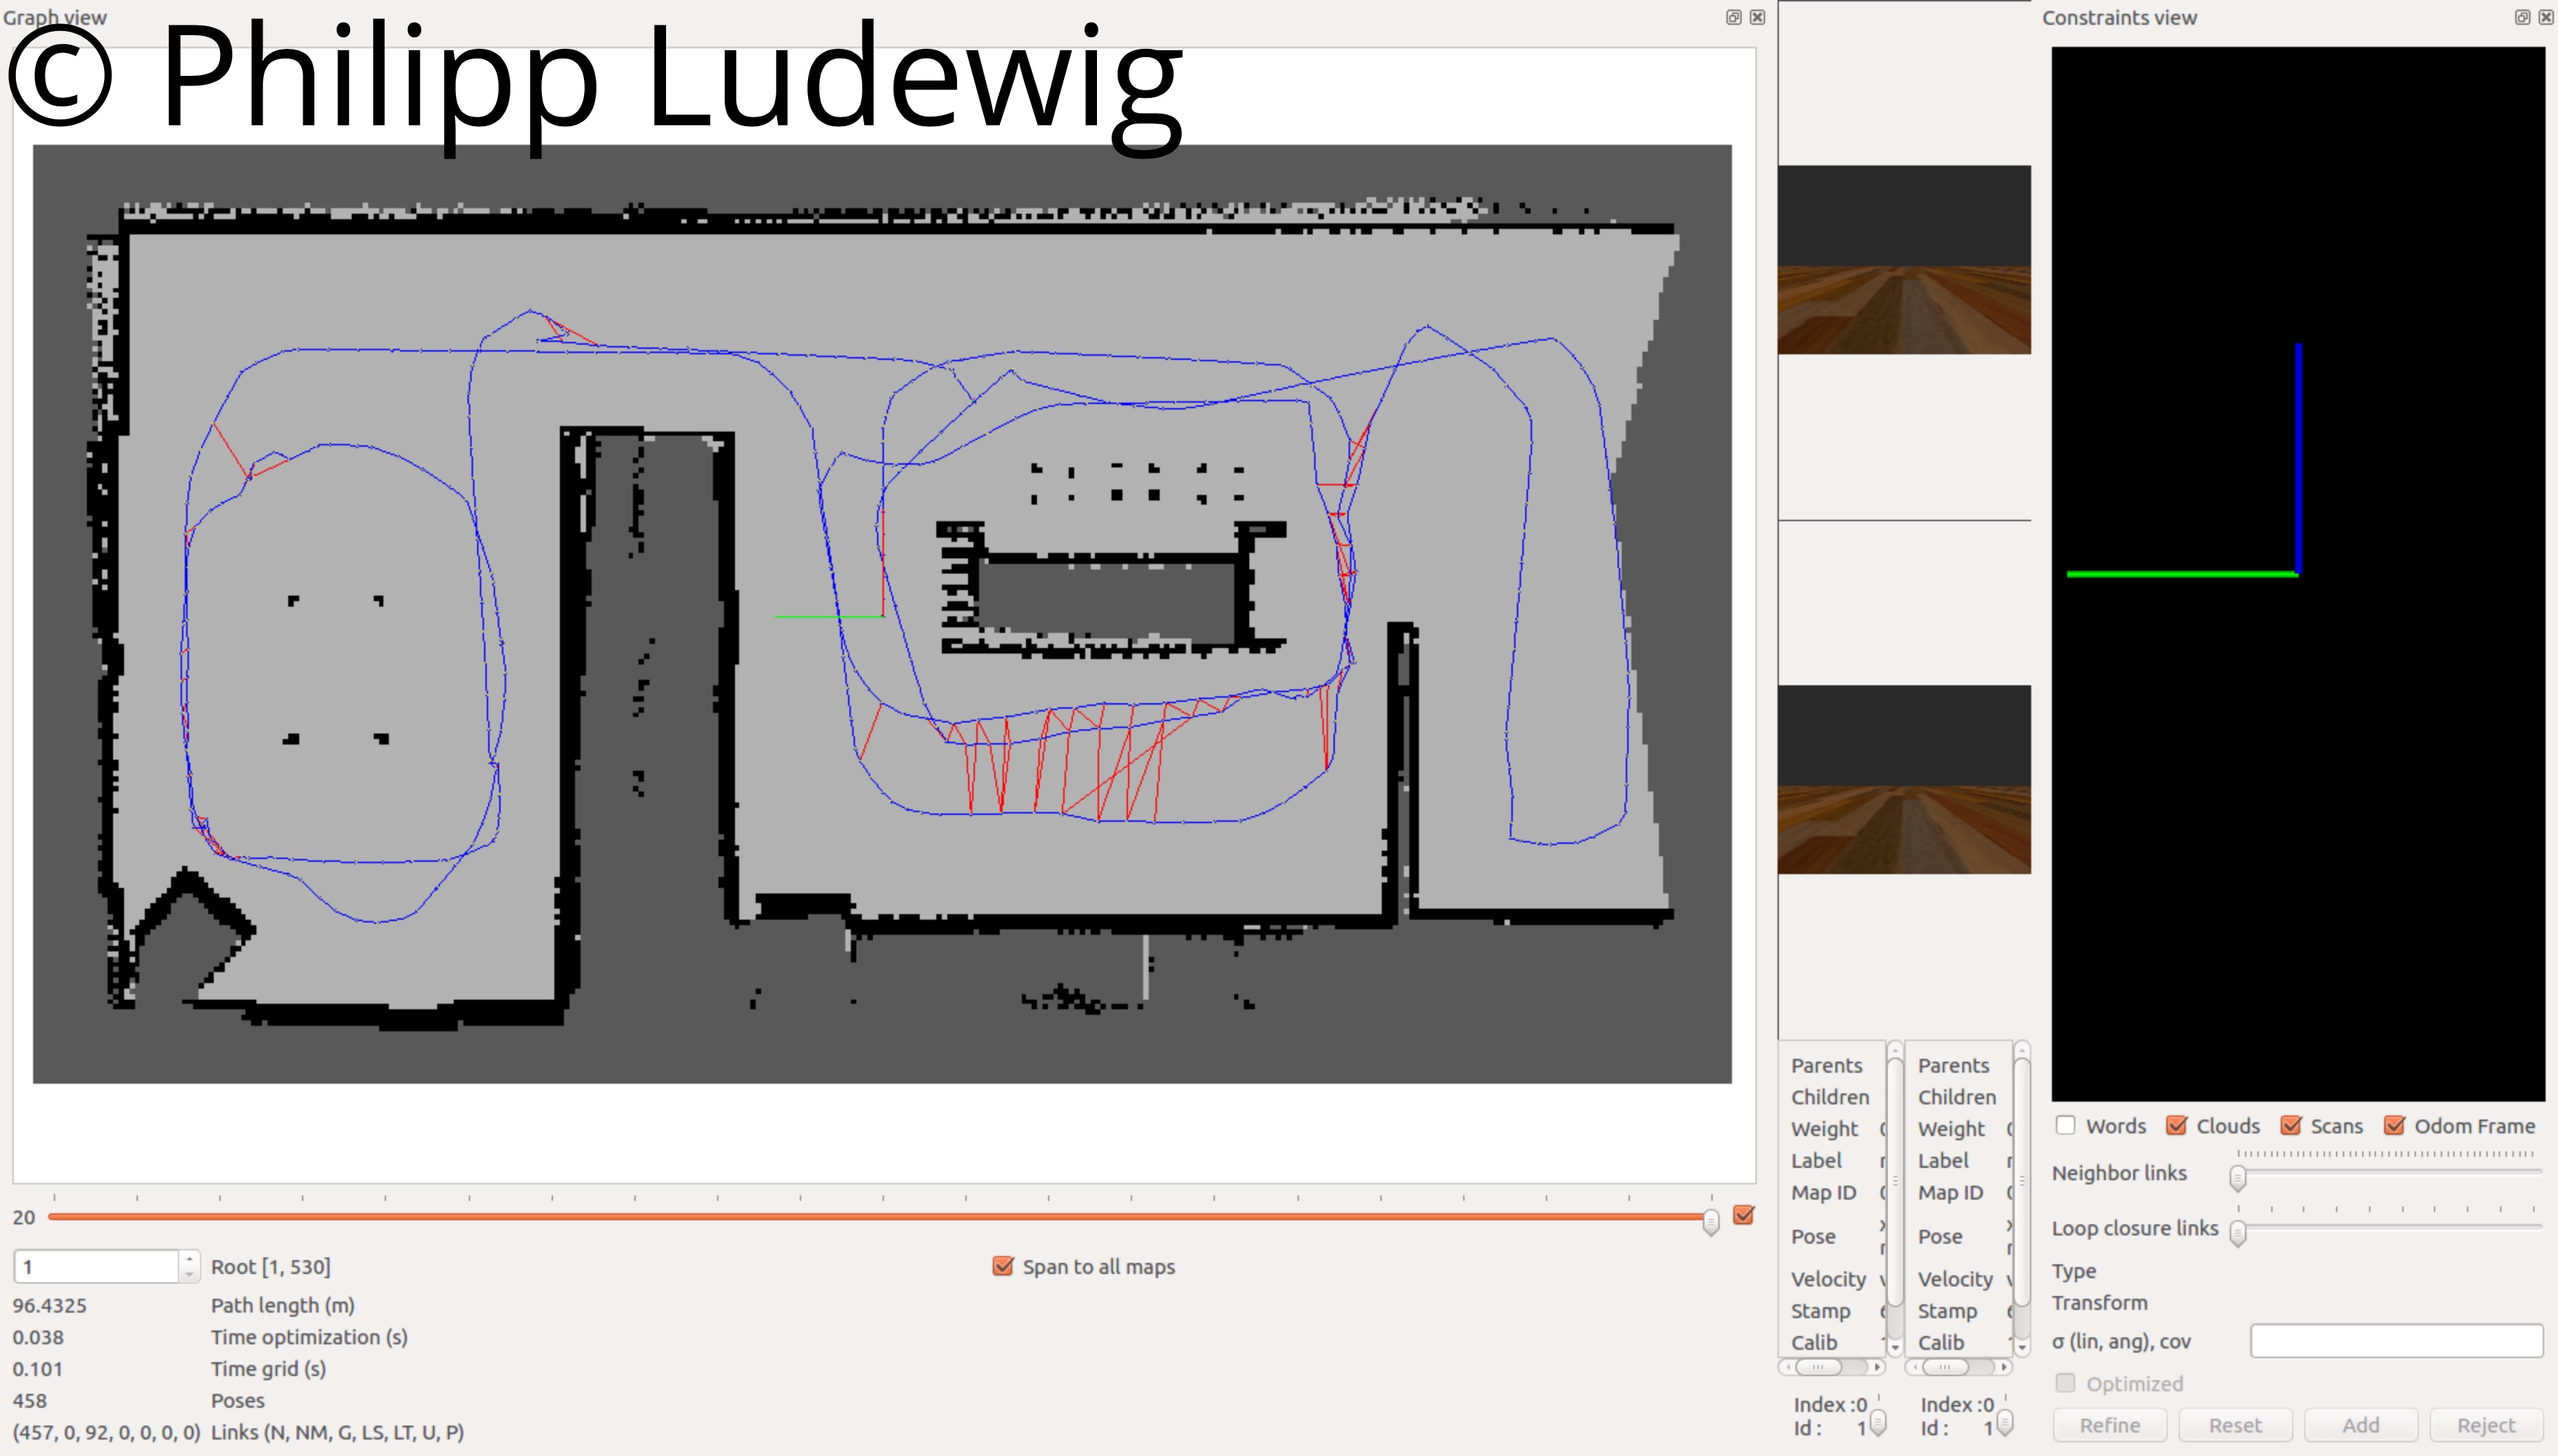 Graph view
© Philipp Ludewig
20
1 Root [1, 530]
Span to all maps
96.4325 Path length (m)
0.038 Time optimization (s)
0.101 Time grid (s)
458 Poses
(457, 0, 92, 0, 0, 0, 0) Links (N, NM, G, LS, LT, U, P)
Parents
Children
Weight
Label
Map ID
Pose
Velocity
Stamp
Calib
Index :0
Id : 1
Parents
Children
Weight
Label
Map ID
Pose
Velocity
Stamp
Calib
Index :0
Id : 1
Constraints view
Words Clouds Scans Odom Frame
Neighbor links
Loop closure links
Type
Transform
σ (lin, ang), cov
Optimized
Refine Reset Add Reject